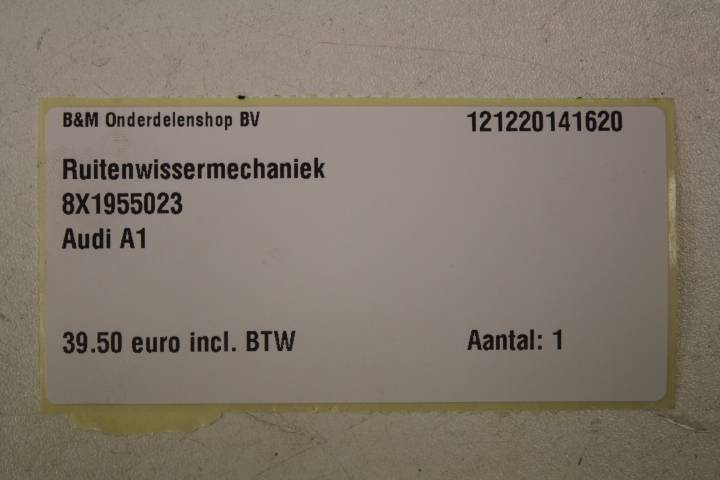 B&M Onderdelenshop BV 121220141620
Ruitenwissermechaniek
8X1955023
Audi A1
39.50 euro incl. BTW Aantal: 1